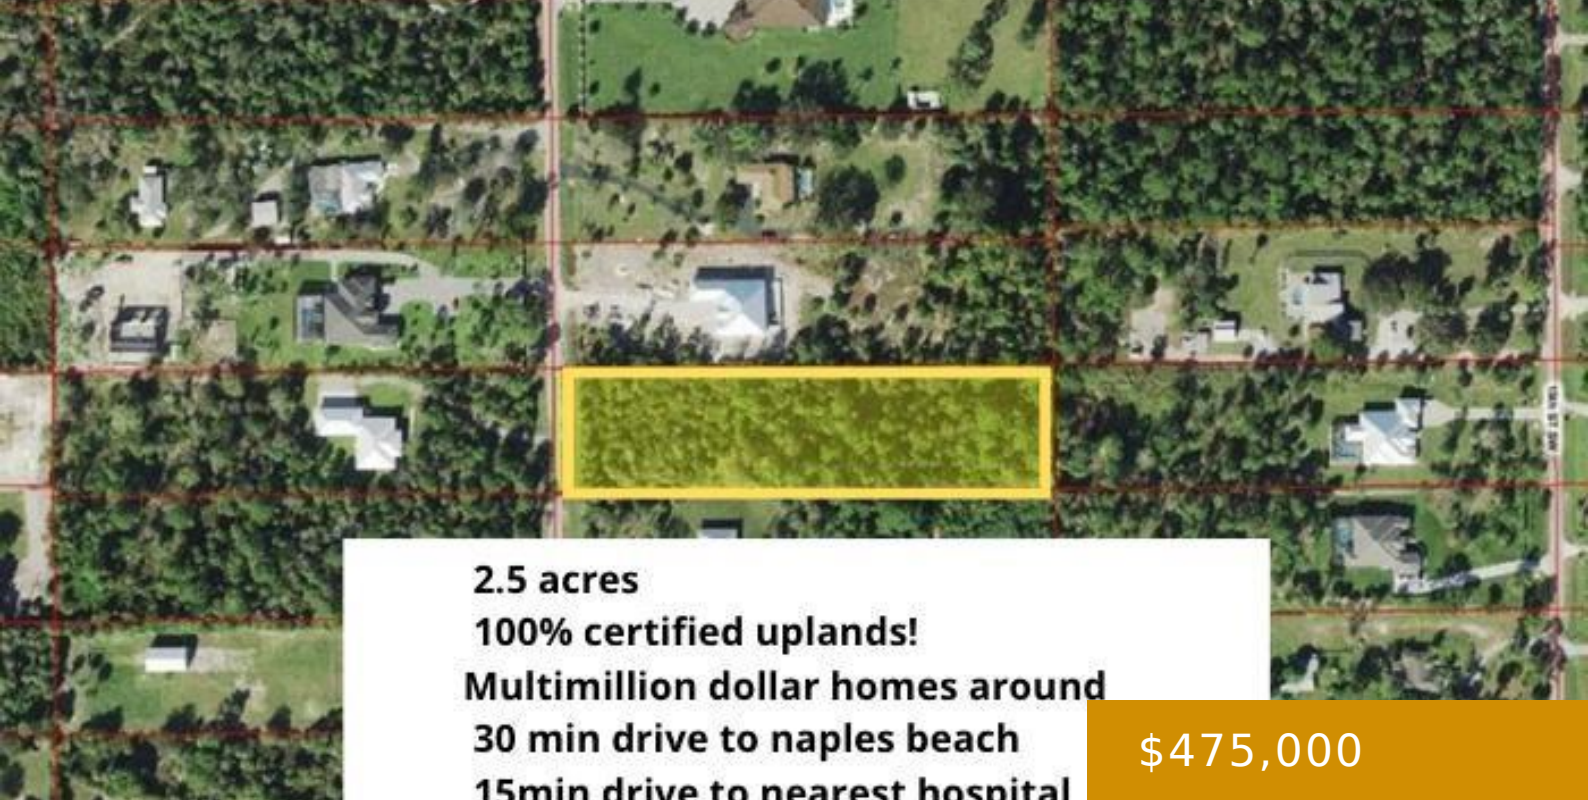 2.5 acres
100% certified uplands!
Multimillion dollar homes around
30 min drive to naples beach
15min drive to nearest hospital
$475,000